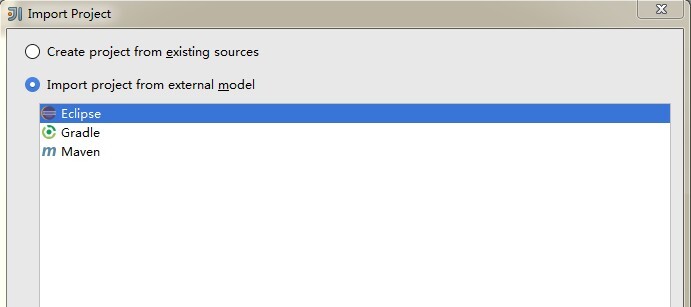 Import Project
Create project from existing sources
Import project from external model
Eclipse
Gradle
m Maven